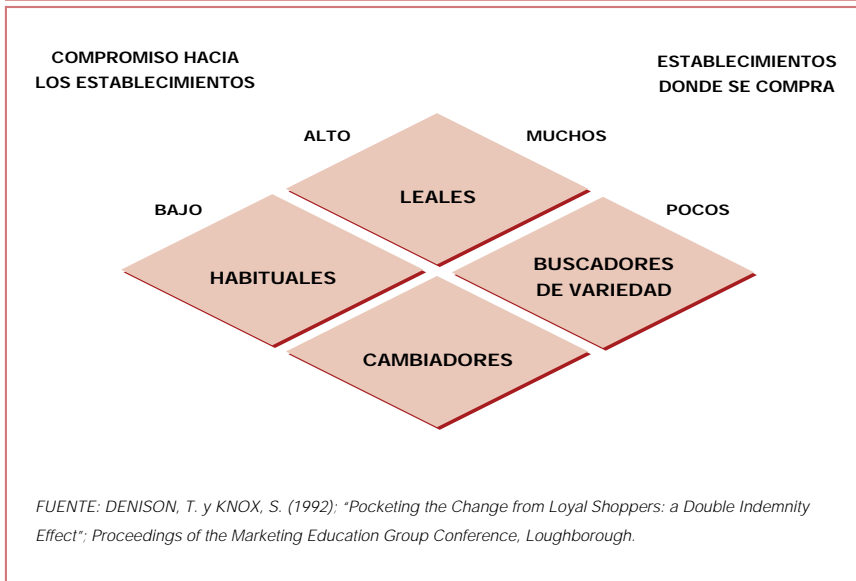 COMPROMISO HACIA
LOS ESTABLECIMIENTOS
ESTABLECIMIENTOS
DONDE SE COMPRA
ALTO
MUCHOS
LEALES
BAJO
POCOS
HABITUALES
BUSCADORES
DE VARIEDAD
CAMBIADORES
FUENTE: DENISON, T. y KNOX, S. (1992); "Pocketing the Change from Loyal Shoppers: a Double Indemnity
Effect"; Proceedings of the Marketing Education Group Conference, Loughborough.